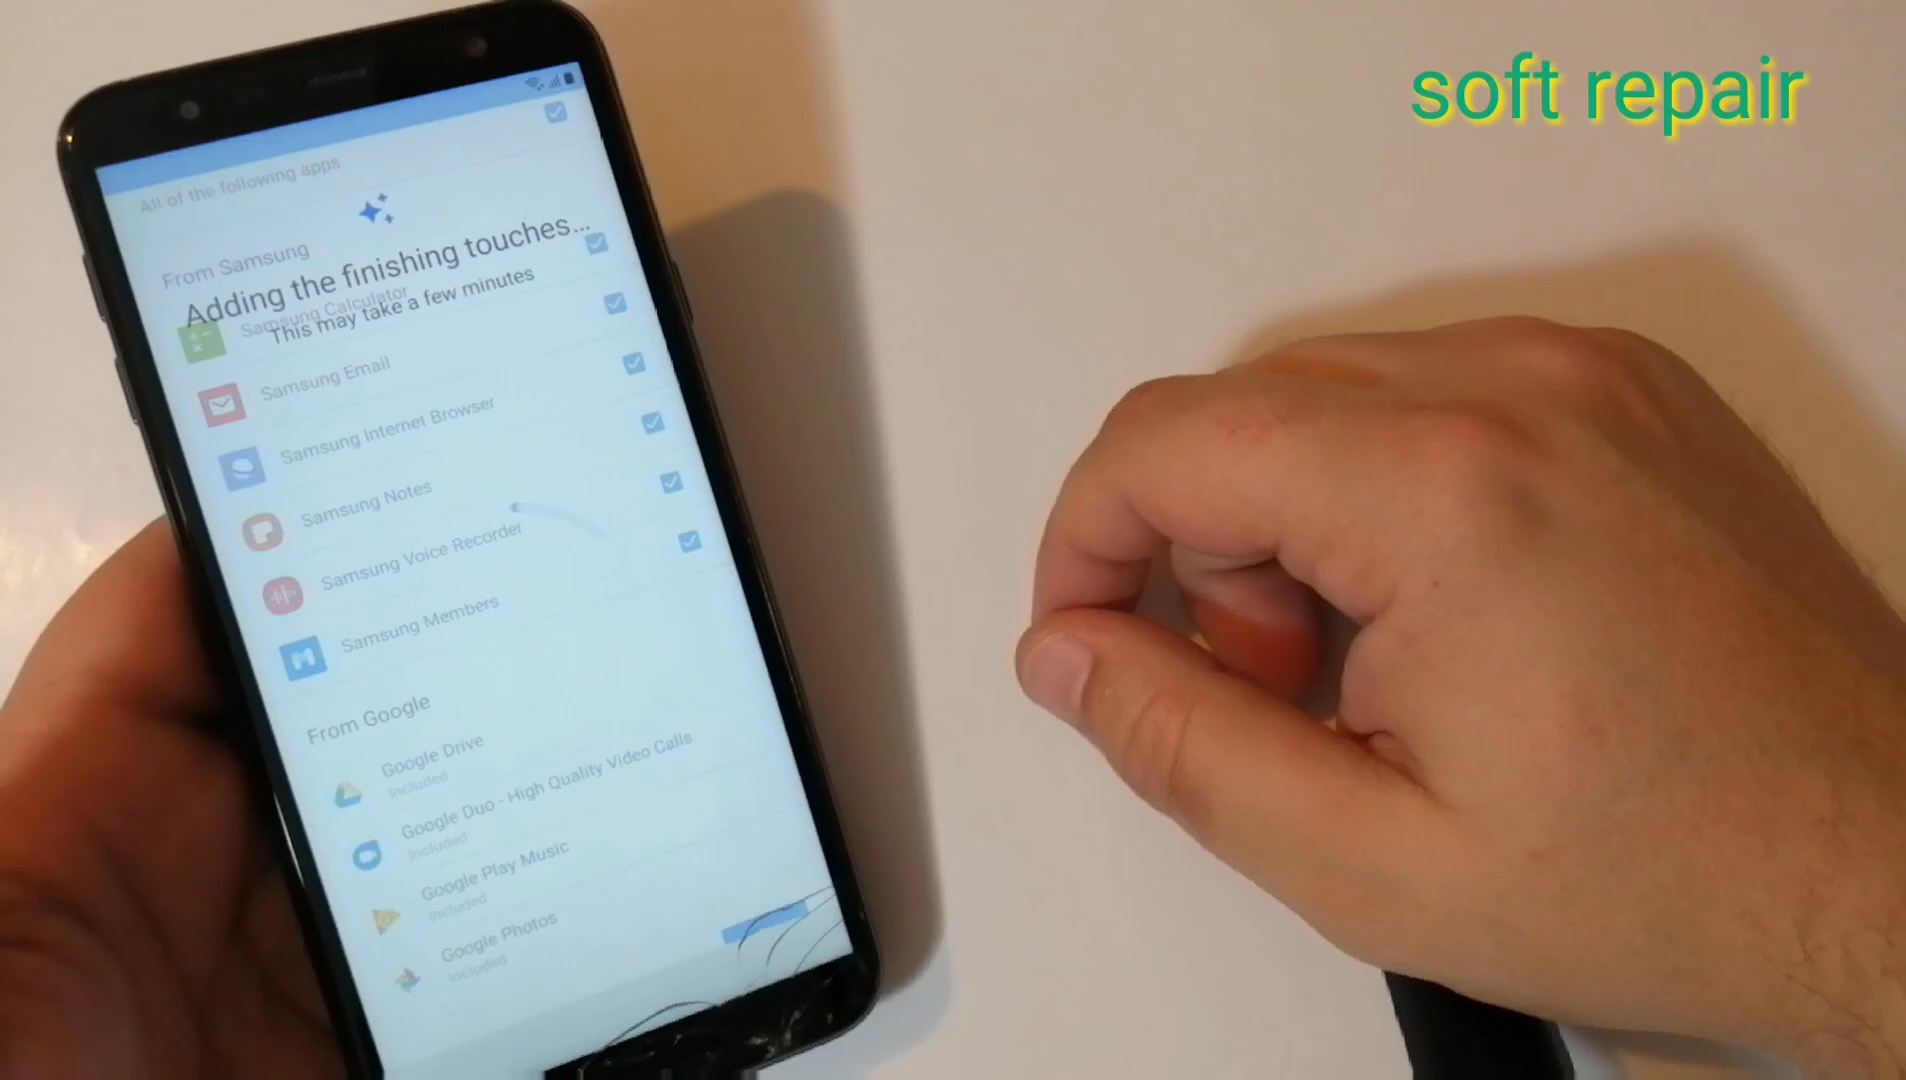 soft repair
All of the following apps
Adding the finishing touches...
This may take a few minutes
From Samsung
Samsung Calculator
Samsung Email
Samsung Internet Browser
Samsung Notes
Samsung Voice Recorder
Samsung Members
From Google
Google Drive
Included
Google Duo - High Quality Video Calls
Included
Google Play Music
Included
Google Photos
Included